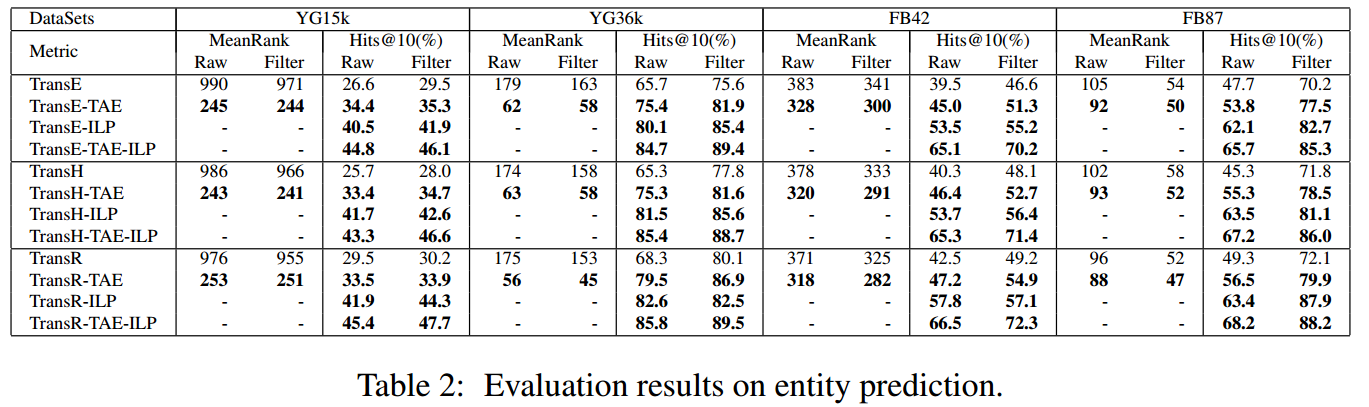 DataSets YG15k YG36k FB42 FB87
Metric MeanRank Hits@10(%) MeanRank Hits@10(%) MeanRank Hits@10(%) MeanRank Hits@10(%)
Raw Filter Raw Filter Raw Filter Raw Filter Raw Filter Raw Filter Raw Filter Raw Filter
TransE 990 971 26.6 29.5 179 163 65.7 75.6 383 341 39.5 46.6 105 54 47.7 70.2
TransE-TAE 245 244 34.4 35.3 62 58 75.4 81.9 328 300 45.0 51.3 92 50 53.8 77.5
TransE-ILP - - 40.5 41.9 - - 80.1 85.4 - - 53.5 55.2 - - 62.1 82.7
TransE-TAE-ILP - - 44.8 46.1 - - 84.7 89.4 - - 65.1 70.2 - - 65.7 85.3
TransH 986 966 25.7 28.0 174 158 65.3 77.8 378 333 40.3 48.1 102 58 45.3 71.8
TransH-TAE 243 241 33.4 34.7 63 58 75.3 81.6 320 291 46.4 52.7 93 52 55.3 78.5
TransH-ILP - - 41.7 42.6 - - 81.5 85.6 - - 53.7 56.4 - - 63.5 81.1
TransH-TAE-ILP - - 43.3 46.6 - - 85.4 88.7 - - 65.3 71.4 - - 67.2 86.0
TransR 976 955 29.5 30.2 175 153 68.3 80.1 371 325 42.5 49.2 96 52 49.3 72.1
TransR-TAE 253 251 33.5 33.9 56 45 79.5 86.9 318 282 47.2 54.9 88 47 56.5 79.9
TransR-ILP - - 41.9 44.3 - - 82.6 82.5 - - 57.8 57.1 - - 63.4 87.9
TransR-TAE-ILP - - 45.4 47.7 - - 85.8 89.5 - - 66.5 72.3 - - 68.2 88.2
Table 2: Evaluation results on entity prediction.